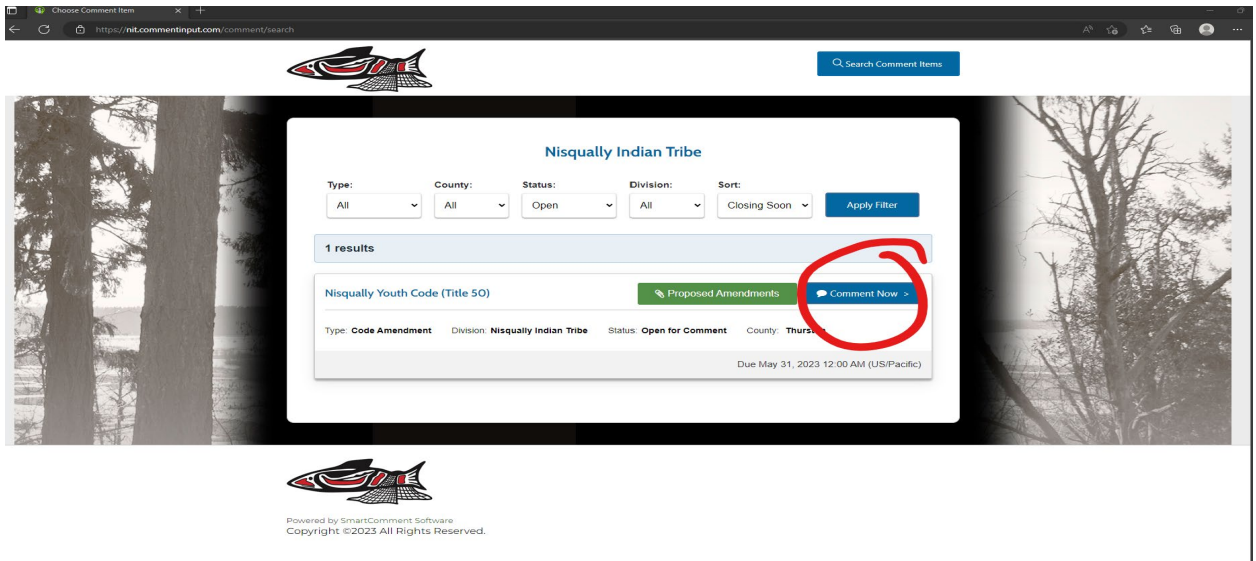 Choose Comment Item
https://nit.commentinput.com/comment/search
Search Comment Items
Nisqually Indian Tribe
Type: County: Status: Division: Sort:
All All Open All Closing Soon Apply Filter
1 results
Nisqually Youth Code (Title 50) Proposed Amendments Comment Now >
Type: Code Amendment Division: Nisqually Indian Tribe Status: Open for Comment County:
Due May 31, 2023 12:00 AM (US/Pacific)
Powered by SmartComment Software
Copyright ©2023 All Rights Reserved.